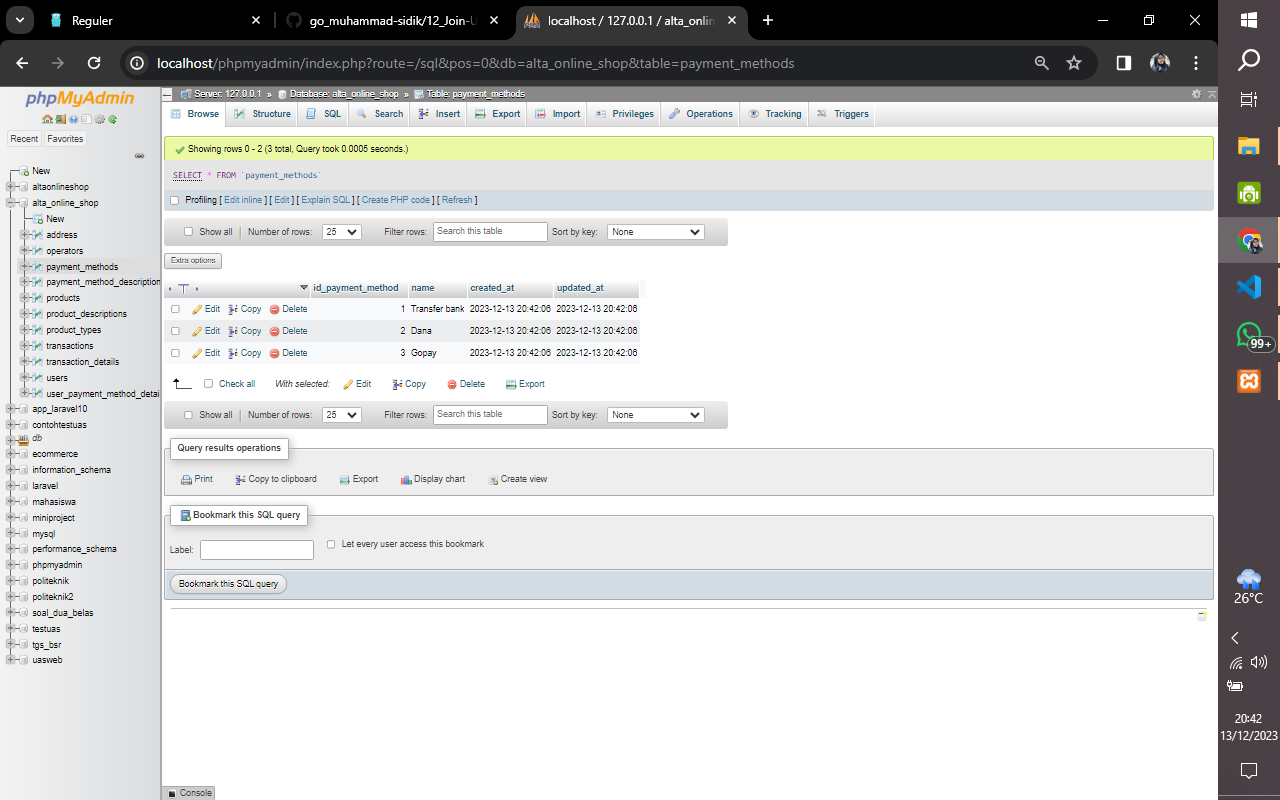 Reguler
go_muhammad-sidik/12_Join-U
localhost / 127.0.0.1 / alta_onlin
localhost/phpmyadmin/index.php?route=/sql&pos=0&db=alta_online_shop&table=payment_methods
phpMyAdmin
Recent Favorites
New
altaonlineshop
alta_online_shop
New
address
operators
payment_methods
payment_method_description
products
product_descriptions
product_types
transactions
transaction_details
users
user_payment_method_detai
app_laravel10
contohtestuas
db
ecommerce
information_schema
laravel
mahasiswa
miniproject
mysql
performance_schema
phpmyadmin
politeknik
politeknik2
soal_dua_belas
testuas
tgs_bsr
uasweb
Server: 127.0.0.1 » Database: alta_online_shop » Table: payment_methods
Browse Structure SQL Search Insert Export Import Privileges Operations Tracking Triggers
Showing rows 0 - 2 (3 total, Query took 0.0005 seconds.)
SELECT * FROM `payment_methods`
Profiling [ Edit inline ] [ Edit ] [ Explain SQL ] [ Create PHP code ] [ Refresh ]
Show all | Number of rows: 25 Filter rows: Search this table Sort by key: None
Extra options
id_payment_method name created_at updated_at
Edit Copy Delete 1 Transfer bank 2023-12-13 20:42:06 2023-12-13 20:42:06
Edit Copy Delete 2 Dana 2023-12-13 20:42:06 2023-12-13 20:42:06
Edit Copy Delete 3 Gopay 2023-12-13 20:42:06 2023-12-13 20:42:06
Check all With selected: Edit Copy Delete Export
Show all | Number of rows: 25 Filter rows: Search this table Sort by key: None
Query results operations
Print Copy to clipboard Export Display chart Create view
Bookmark this SQL query
Label: Let every user access this bookmark
Bookmark this SQL query
Console
99+
26°C
20:42
13/12/2023